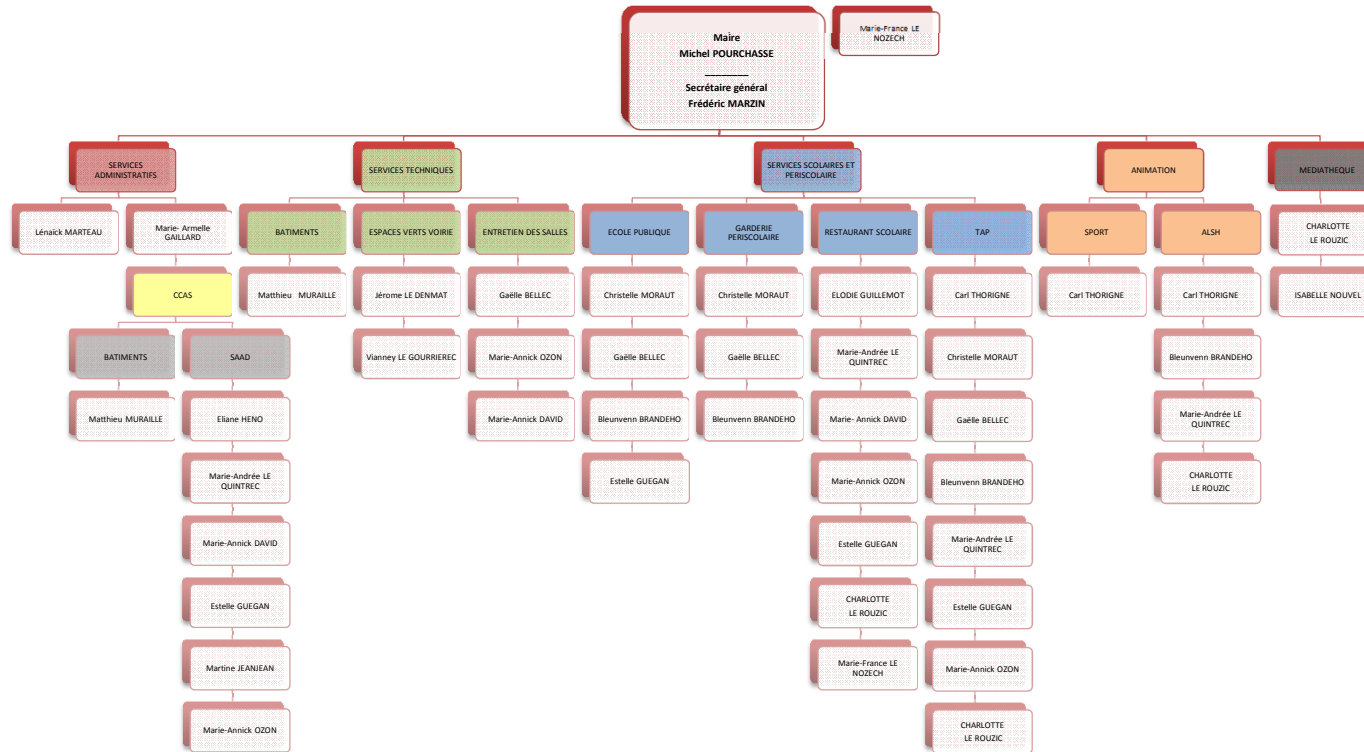 Maire
Michel POURCHASSE
Secrétaire général
Frédéric MARZIN
Marie-France LE
NOZECH
SERVICES
ADMINISTRATIFS
SERVICES TECHNIQUES
SERVICES SCOLAIRES ET
PERISCOLAIRE
ANIMATION
MEDIATHEQUE
Lénaïck MARTEAU
Marie- Armelle
GAILLARD
BATIMENTS
ESPACES VERTS VOIRIE
ENTRETIEN DES SALLES
ECOLE PUBLIQUE
GARDERIE
PERISCOLAIRE
RESTAURANT SCOLAIRE
TAP
SPORT
ALSH
CHARLOTTE
LE ROUZIC
CCAS
Matthieu MURAILLE
Jérome LE DENMAT
Gaëlle BELLEC
Christelle MORAUT
Christelle MORAUT
ELODIE GUILLEMOT
Carl THORIGNE
Carl THORIGNE
Carl THORIGNE
ISABELLE NOUVEL
BATIMENTS
SAAD
Vianney LE GOURRIEREC
Marie-Annick OZON
Gaëlle BELLEC
Gaëlle BELLEC
Marie-Andrée LE
QUINTREC
Christelle MORAUT
Bleunvenn BRANDEHO
Matthieu MURAILLE
Eliane HENO
Marie-Annick DAVID
Bleunvenn BRANDEHO
Bleunvenn BRANDEHO
Marie- Annick DAVID
Gaëlle BELLEC
Marie-Andrée LE
QUINTREC
Marie-Andrée LE
QUINTREC
Estelle GUEGAN
Marie-Annick OZON
Bleunvenn BRANDEHO
CHARLOTTE
LE ROUZIC
Marie-Annick DAVID
Estelle GUEGAN
Marie-Andrée LE
QUINTREC
Estelle GUEGAN
CHARLOTTE
LE ROUZIC
Estelle GUEGAN
Martine JEANJEAN
Marie-France LE
NOZECH
Marie-Annick OZON
Marie-Annick OZON
CHARLOTTE
LE ROUZIC